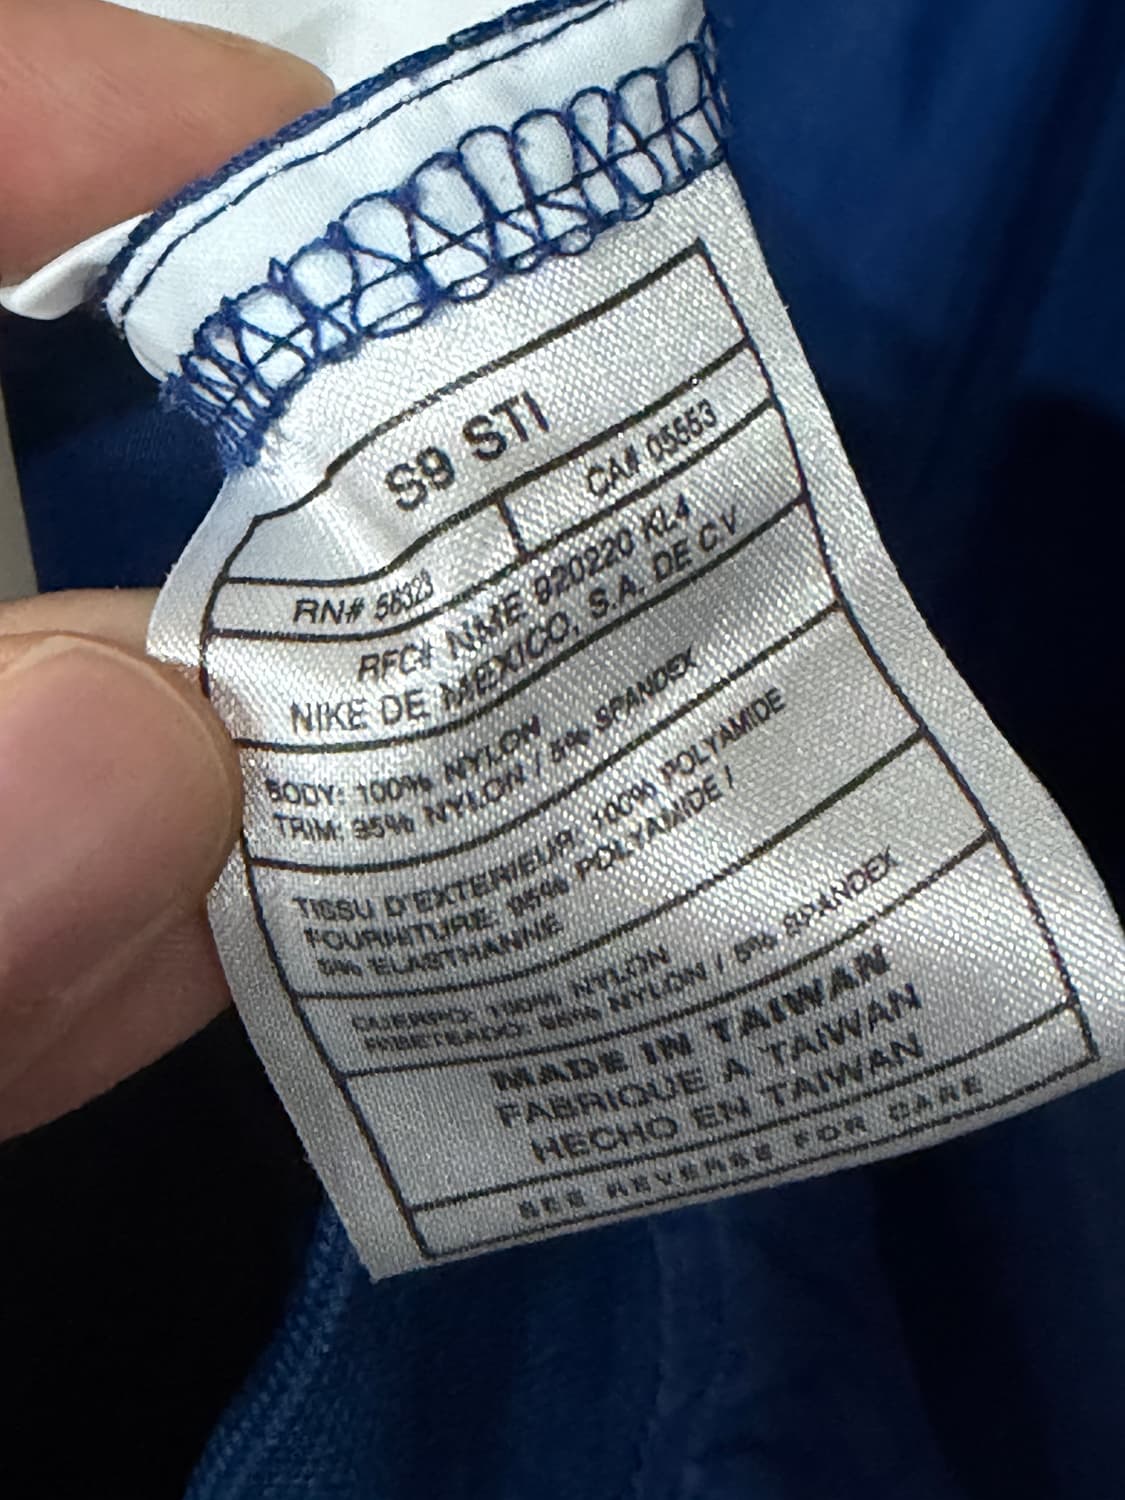 S9 STI
RN# 56323 CA# 05553
RFC# NME 920220 KL4
NIKE DE MEXICO, S.A. DE CV
BODY: 100% NYLON
TRIM: 95% NYLON / 5% SPANDEX
TISSU D'EXTERIEUR: 100% POLYAMIDE
FOURNITURE: 95% POLYAMIDE /
5% ELASTHANNE
CUERPO: 100% NYLON
RIBETEADO: 95% NYLON / 5% SPANDEX
MADE IN TAIWAN
FABRIQUE A TAIWAN
HECHO EN TAIWAN
SEE REVERSE FOR CARE